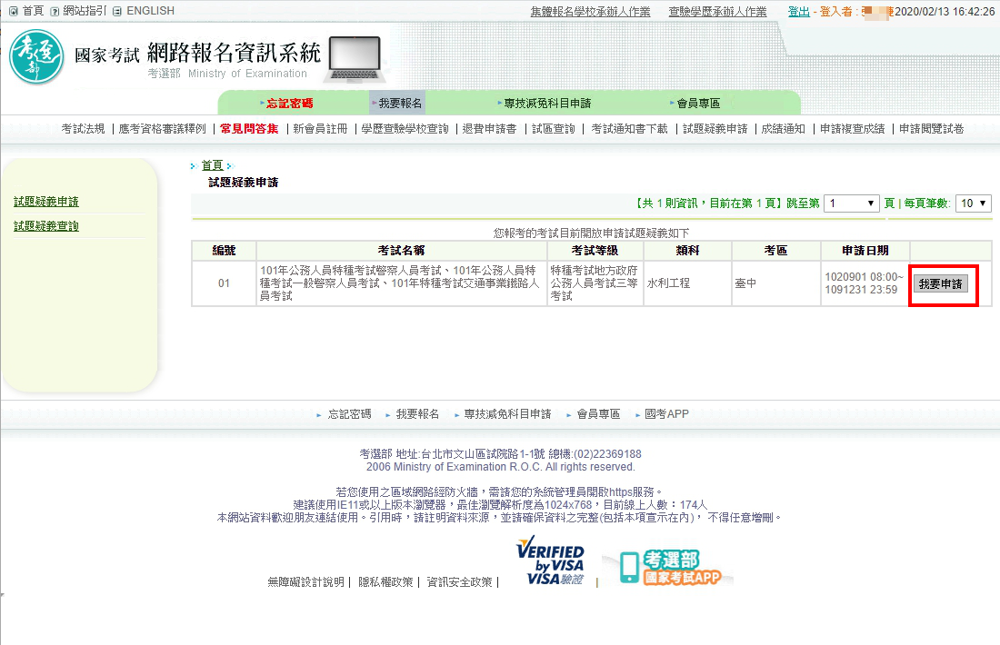 首頁 網站指引 ENGLISH
集體報名學校承辦人作業 查驗學歷承辦人作業 登出 - 登入者 : 2020/02/13 16:42:26
考選部
國家考試 網路報名資訊系統
考選部 Ministry of Examination
忘記密碼 我要報名 專技減免科目申請 會員專區
考試法規 | 應考資格審議釋例 | 常見問答集 | 新會員註冊 | 學歷查驗學校查詢 | 退費申請書 | 試區查詢 | 考試通知書下載 | 試題疑義申請 | 成績通知 | 申請複查成績 | 申請閱覽試卷
首頁
試題疑義申請
試題疑義申請
試題疑義查詢
【共 1 則資訊，目前在第 1 頁】跳至第 1 頁 | 每頁筆數: 10
您報考的考試目前開放申請試題疑義如下
編號 考試名稱 考試等級 類科 考區 申請日期
01
101年公務人員特種考試警察人員考試、101年公務人員特
種考試一般警察人員考試、101年特種考試交通事業鐵路人
員考試
特種考試地方政府
公務人員考試三等
考試
水利工程
臺中
1020901 08:00~
1091231 23:59
我要申請
忘記密碼 我要報名 專技減免科目申請 會員專區 國考APP
考選部 地址:台北市文山區試院路1-1號 總機:(02)22369188
2006 Ministry of Examination R.O.C. All rights reserved.
若您使用之區域網路經防火牆，需請您的系統管理員開啟https服務。
建議使用IE11或以上版本瀏覽器，最佳瀏覽解析度為1024x768，目前線上人數：174人
本網站資料歡迎朋友連結使用。引用時，請註明資料來源，並請確保資料之完整(包括本項宣示在內)， 不得任意增刪。
無障礙設計說明 | 隱私權政策 | 資訊安全政策 |
VERIFIED
by VISA
VISA驗證
|
考選部
國家考試APP